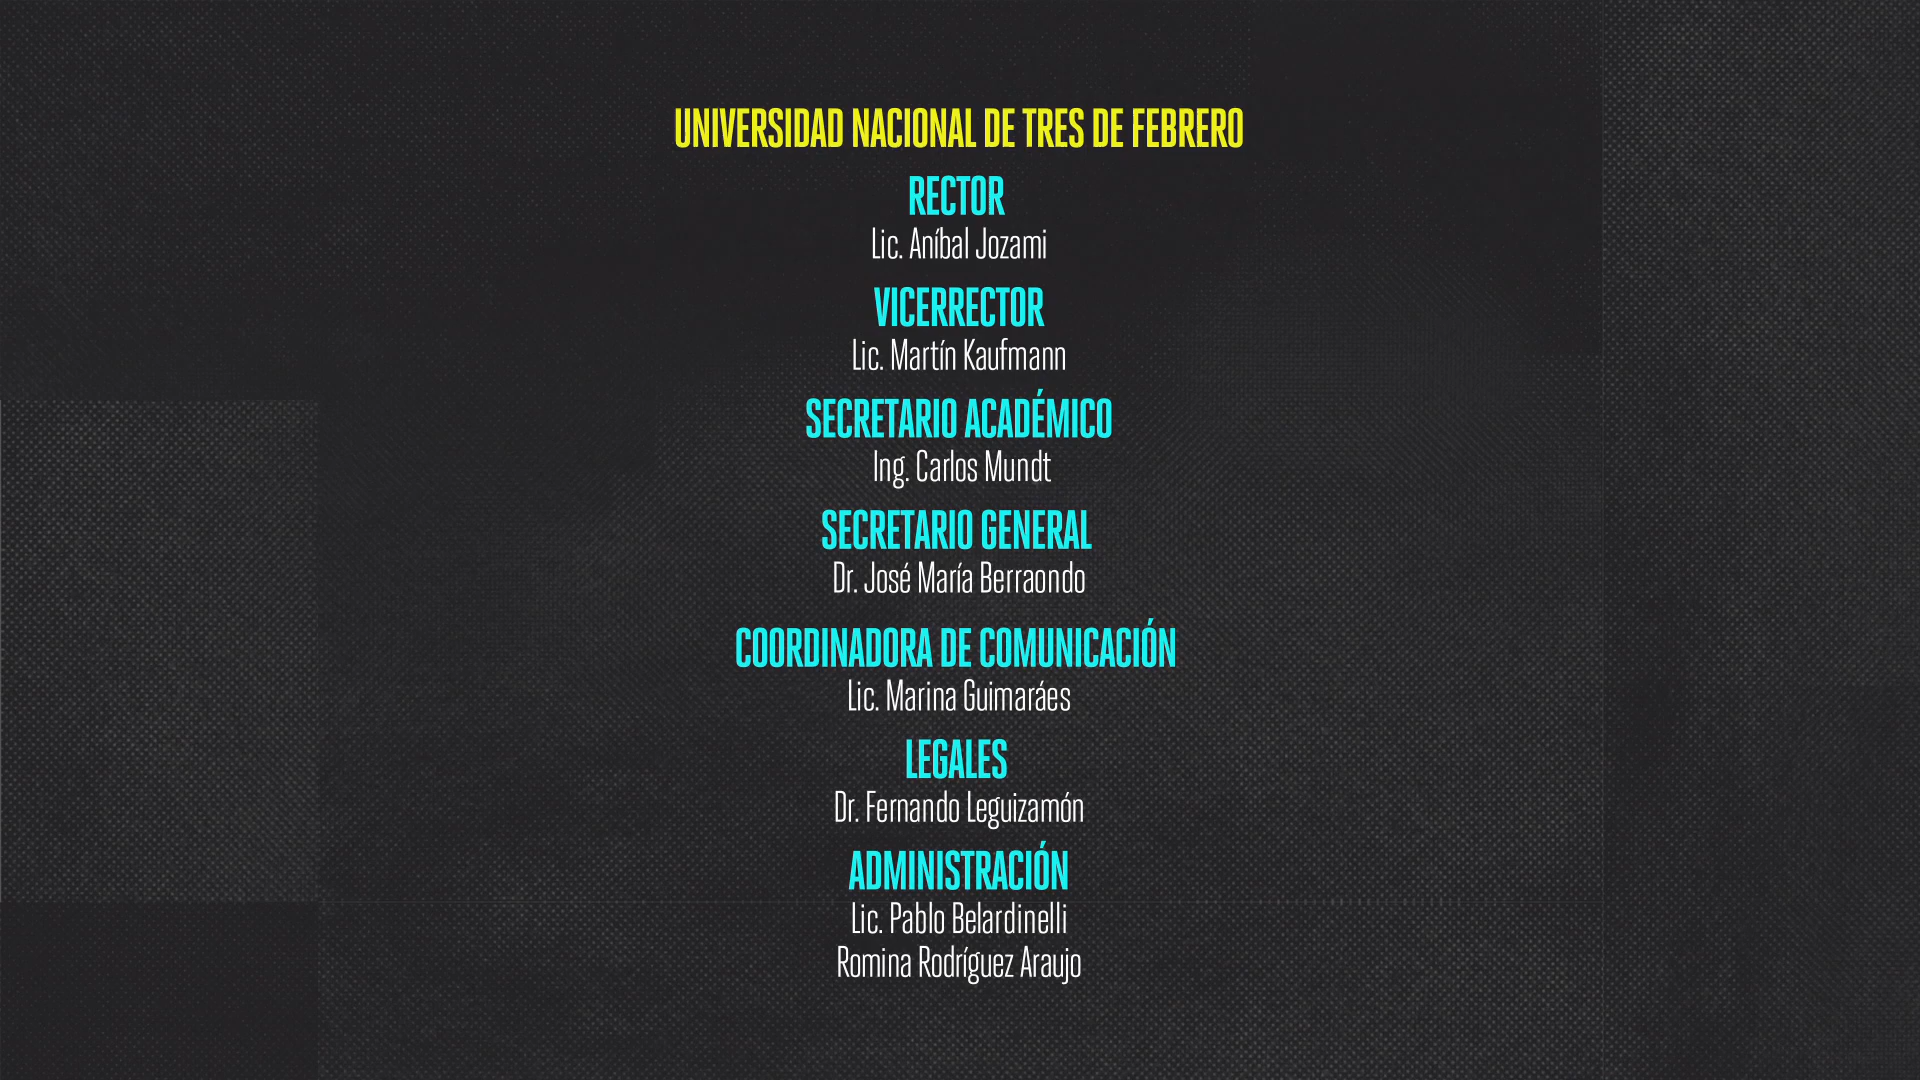 UNIVERSIDAD NACIONAL DE TRES DE FEBRERO
RECTOR
Lic. Aníbal Jozami
VICERRECTOR
Lic. Martín Kaufmann
SECRETARIO ACADÉMICO
Ing. Carlos Mundt
SECRETARIO GENERAL
Dr. José María Berraondo
COORDINADORA DE COMUNICACIÓN
Lic. Marina Guimaráes
LEGALES
Dr. Fernando Leguizamón
ADMINISTRACIÓN
Lic. Pablo Belardinelli
Romina Rodríguez Araujo